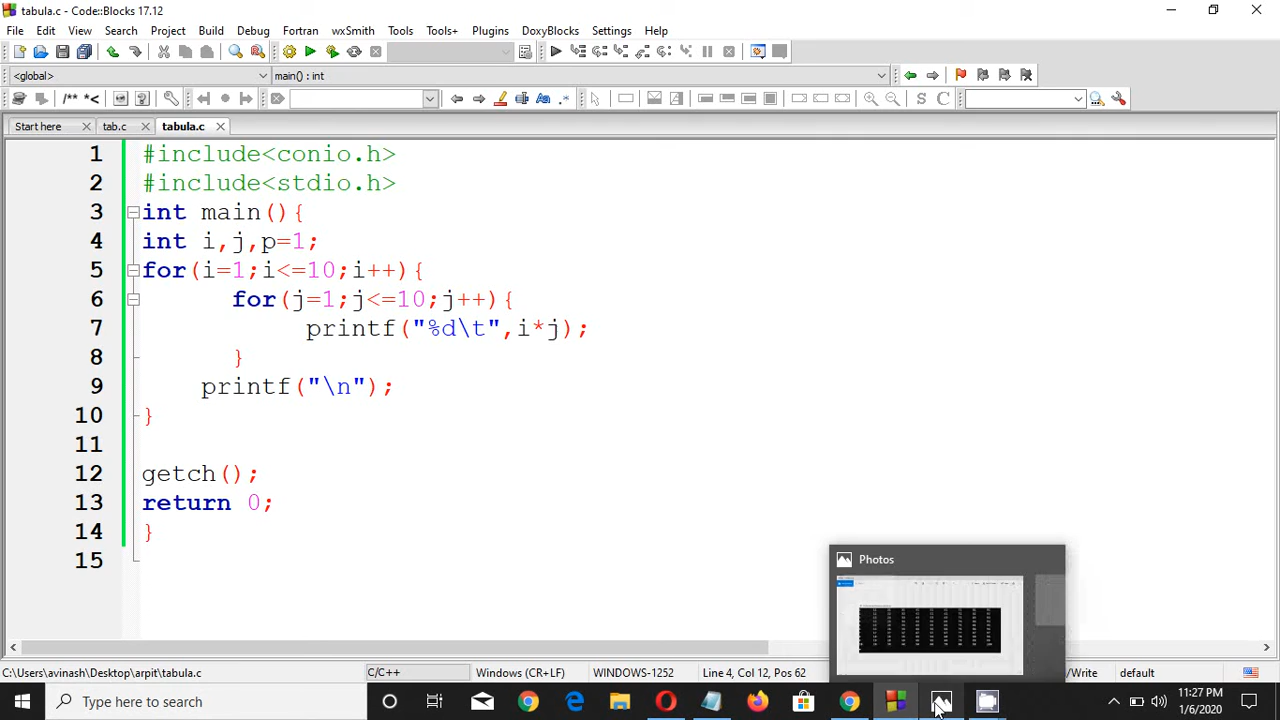 tabula.c - Code::Blocks 17.12
File Edit View Search Project Build Debug Fortran wxSmith Tools Tools+ Plugins DoxyBlocks Settings Help
<global> main() : int
/** *< S C
Start here tab.c tabula.c
1 #include<conio.h>
2 #include<stdio.h>
3 int main(){
4 int i,j,p=1;
5 for(i=1;i<=10;i++){
6 for(j=1;j<=10;j++){
7 printf("%d\t",i*j);
8 }
9 printf("\n");
10 }
11
12 getch();
13 return 0;
14 }
15
Photos
C:\Users\avinash\Desktop\arpit\tabula.c C/C++ Windows (CR+LF) WINDOWS-1252 Line 4, Col 12, Pos 62 /Write default
Type here to search
11:27 PM
1/6/2020